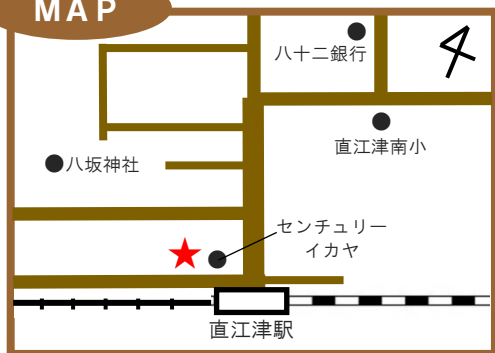 MAP
八十二銀行
直江津南小
八坂神社
センチュリー
イカヤ
直江津駅